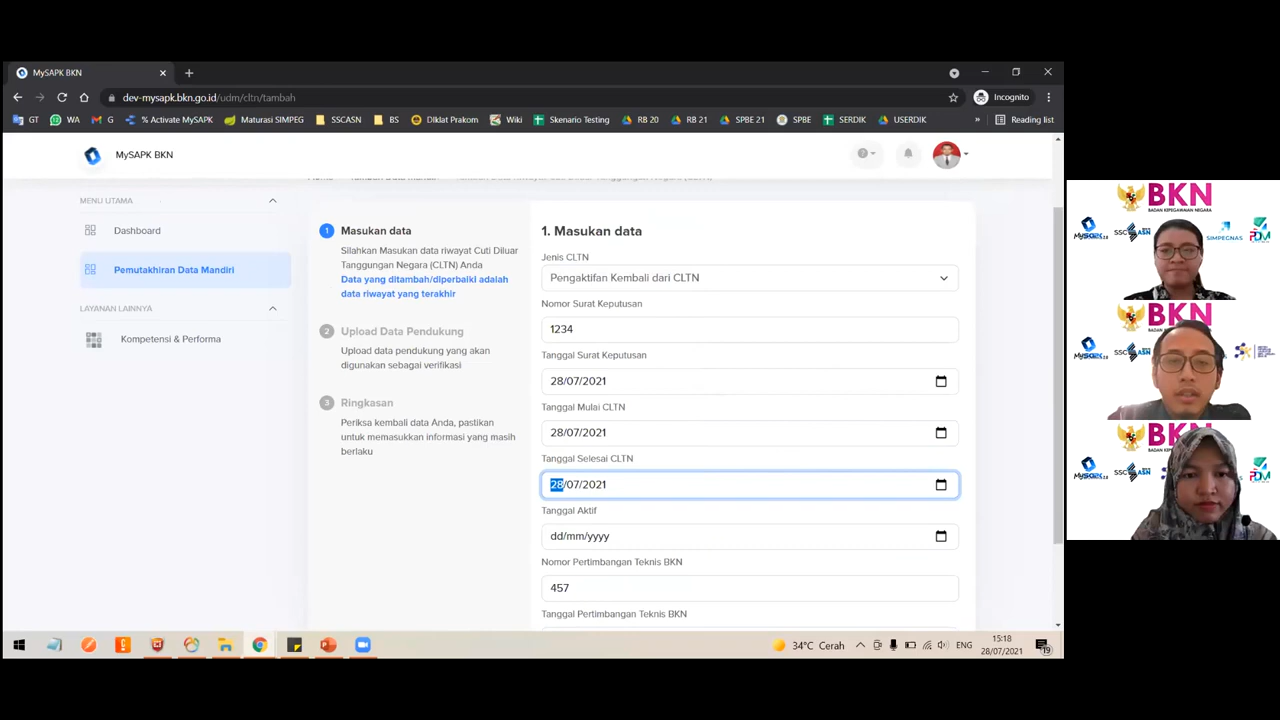 MySAPK BKN
dev-mysapk.bkn.go.id/udm/cltn/tambah
Incognito
GT
WA
G
% Activate MySAPK
Maturasi SIMPEG
SSCASN
BS
DIklat Prakom
Wiki
Skenario Testing
RB 20
RB 21
SPBE 21
SPBE
SERDIK
USERDIK
»
Reading list
MySAPK BKN
MENU UTAMA
Dashboard
Pemutakhiran Data Mandiri
LAYANAN LAINNYA
Kompetensi & Performa
1
Masukan data
Silahkan Masukan data riwayat Cuti Diluar
Tanggungan Negara (CLTN) Anda
Data yang ditambah/diperbaiki adalah
data riwayat yang terakhir
2
Upload Data Pendukung
Upload data pendukung yang akan
digunakan sebagai verifikasi
3
Ringkasan
Periksa kembali data Anda, pastikan
untuk memasukkan informasi yang masih
berlaku
1. Masukan data
Jenis CLTN
Pengaktifan Kembali dari CLTN
Nomor Surat Keputusan
1234
Tanggal Surat Keputusan
28/07/2021
Tanggal Mulai CLTN
28/07/2021
Tanggal Selesai CLTN
28/07/2021
Tanggal Aktif
dd/mm/yyyy
Nomor Pertimbangan Teknis BKN
457
Tanggal Pertimbangan Teknis BKN
34°C Cerah
ENG
15:18
28/07/2021
19
BKN
BADAN KEPEGAWAIAN NEGARA
SSCASN
SIMPEGNAS
PDM
BKN
SSC
BKN
SSCASN
PDM